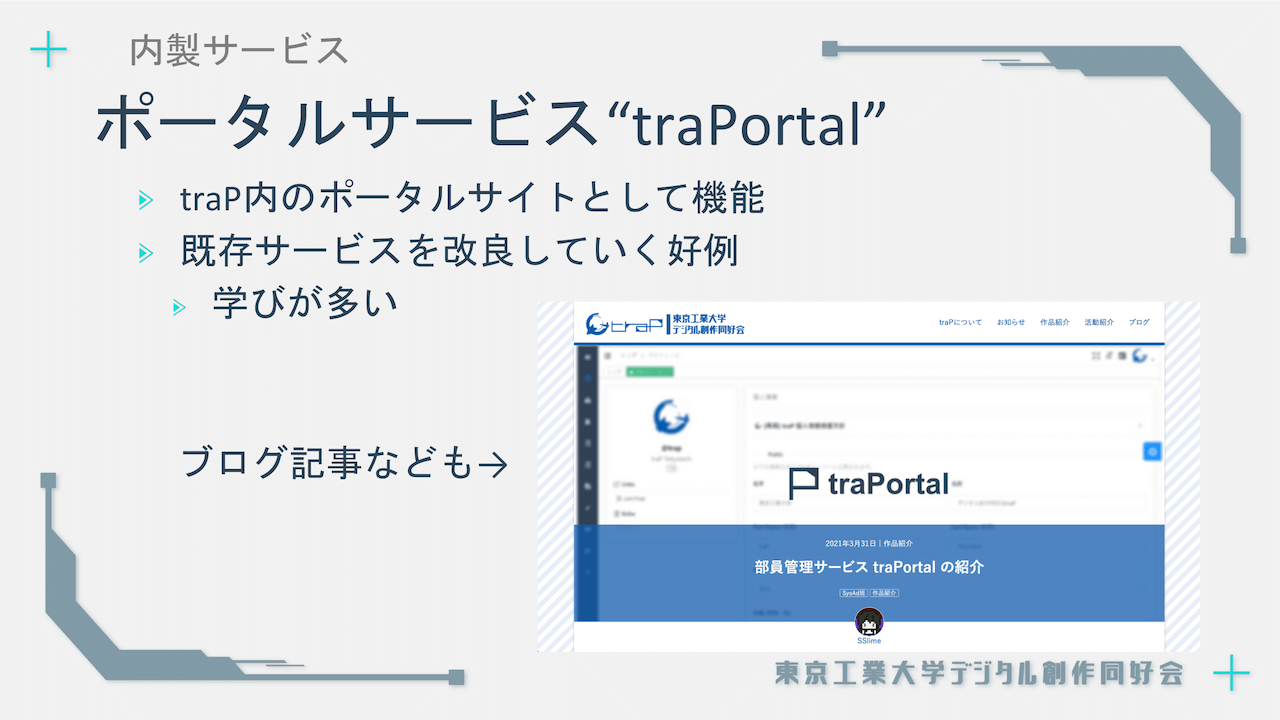 内製サービス
ポータルサービス“traPortal”
traP内のポータルサイトとして機能
既存サービスを改良していく好例
学びが多い
ブログ記事なども→
traP 東京工業大学
デジタル創作同好会
traPについて お知らせ 作品紹介 活動紹介 ブログ
traPortal
2021年3月31日 | 作品紹介
部員管理サービス traPortal の紹介
SysAd班 作品紹介
SSlime
東京工業大学デジタル創作同好会